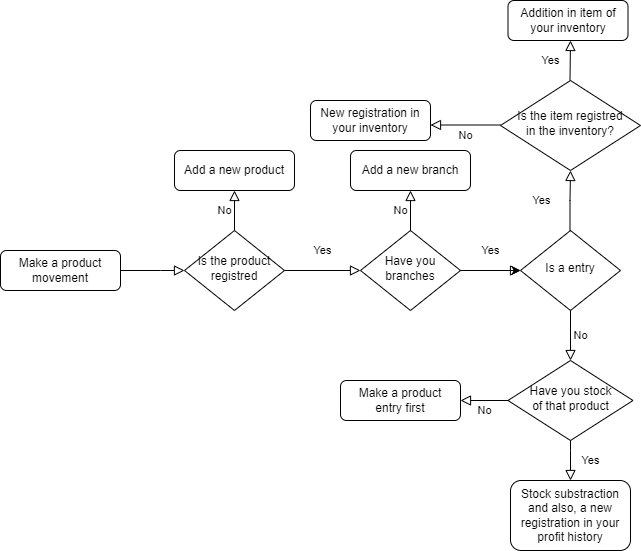 Addition in item of
your inventory
Yes
New registration in
your inventory
No
Is the item registred
in the inventory?
Add a new product
Add a new branch
No
No
Yes
Make a product
movement
Is the product
registred
Yes
Have you
branches
Yes
Is a entry
No
Make a product
entry first
No
Have you stock
of that product
Yes
Stock substraction
and also, a new
registration in your
profit history